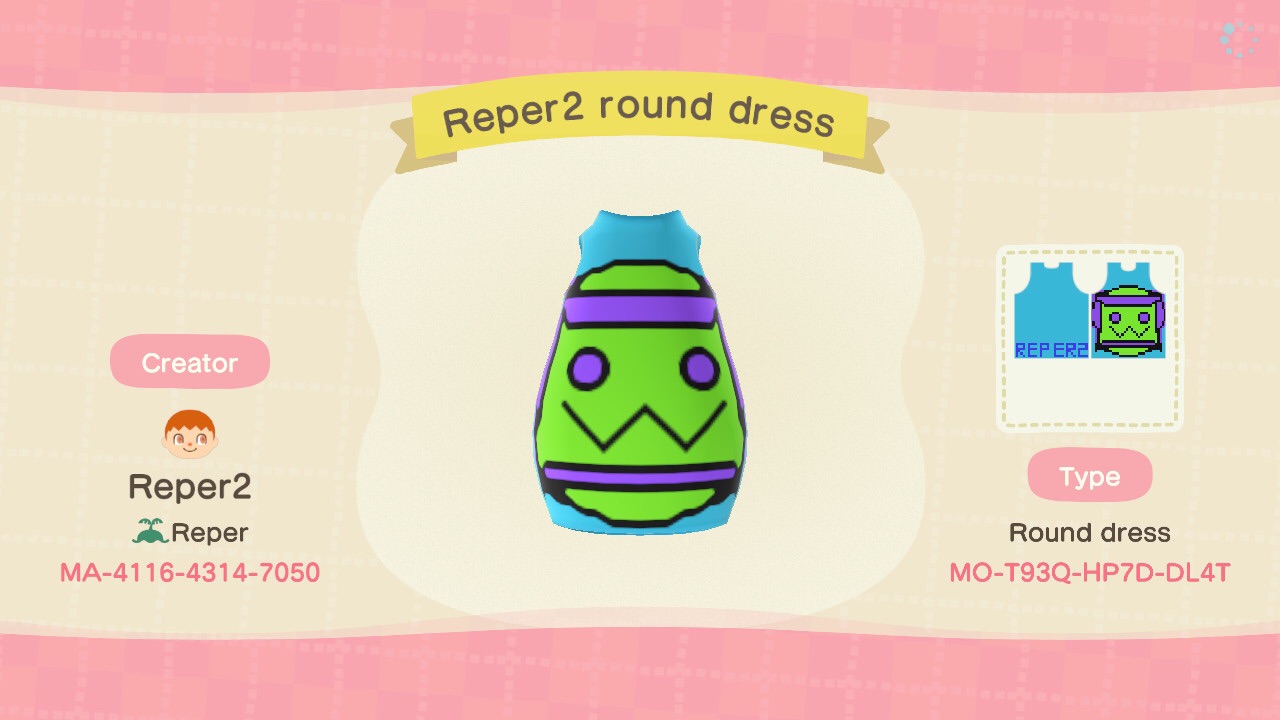 Reper2 round dress
Creator
Reper2
Reper
MA-4116-4314-7050
REPER2
Type
Round dress
MO-T93Q-HP7D-DL4T